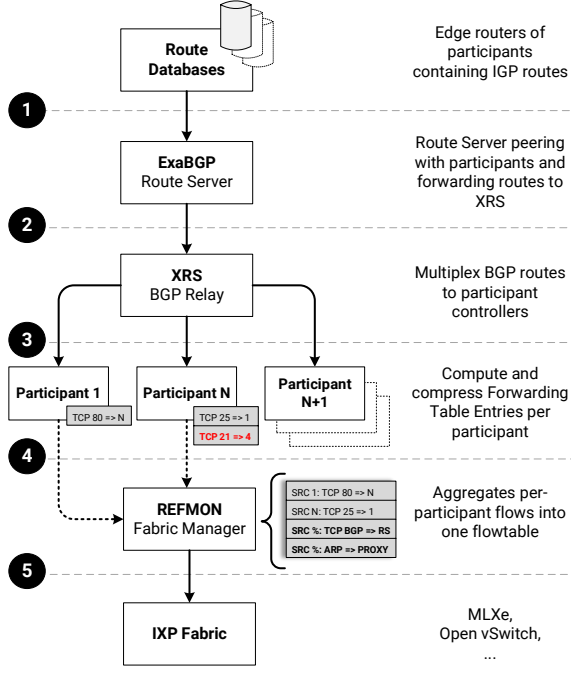 Route
Databases
Edge routers of
participants
containing IGP routes
1
ExaBGP
Route Server
Route Server peering
with participants and
forwarding routes to
XRS
2
XRS
BGP Relay
Multiplex BGP routes
to participant
controllers
3
Participant 1
TCP 80 => N
Participant N
TCP 25 => 1
TCP 21 => 4
Participant
N+1
Compute and
compress Forwarding
Table Entries per
participant
4
REFMON
Fabric Manager
SRC 1: TCP 80 => N
SRC N: TCP 25 => 1
SRC %: TCP BGP => RS
SRC %: ARP => PROXY
Aggregates per-
participant flows into
one flowtable
5
IXP Fabric
MLXe,
Open vSwitch,
...